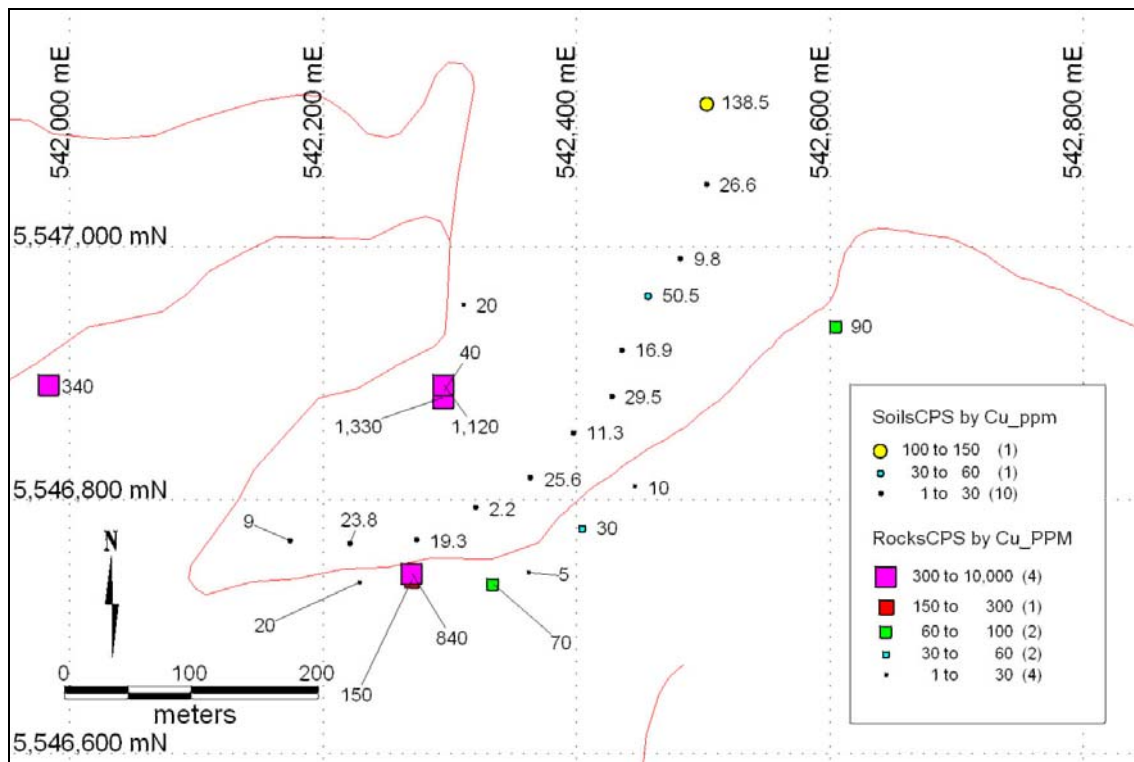 542,000 mE
542,200 mE
542,400 mE
542,600 mE
542,800 mE
138.5
26.6
5,547,000 mN
9.8
50.5
20
90
16.9
40
340
29.5
1,330
1,120
11.3
25.6
10
5,546,800 mN
2.2
9
23.8
19.3
30
5
20
840
70
150
N
0 100 200
meters
5,546,600 mN
SoilsCPS by Cu_ppm
100 to 150 (1)
30 to 60 (1)
1 to 30 (10)
RocksCPS by Cu_PPM
300 to 10,000 (4)
150 to 300 (1)
60 to 100 (2)
30 to 60 (2)
1 to 30 (4)